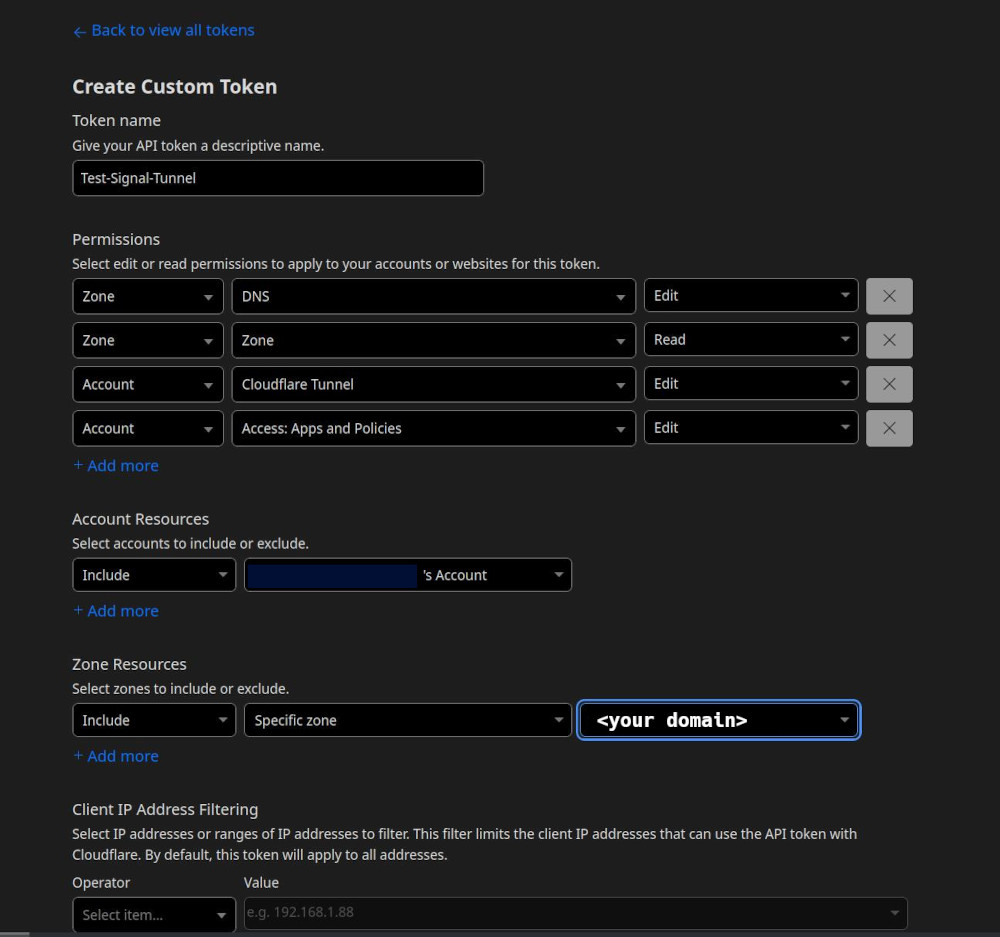 ← Back to view all tokens
Create Custom Token
Token name
Give your API token a descriptive name.
Test-Signal-Tunnel
Permissions
Select edit or read permissions to apply to your accounts or websites for this token.
Zone DNS Edit
Zone Zone Read
Account Cloudflare Tunnel Edit
Account Access: Apps and Policies Edit
+ Add more
Account Resources
Select accounts to include or exclude.
Include 's Account
+ Add more
Zone Resources
Select zones to include or exclude.
Include Specific zone <your domain>
+ Add more
Client IP Address Filtering
Select IP addresses or ranges of IP addresses to filter. This filter limits the client IP addresses that can use the API token with
Cloudflare. By default, this token will apply to all addresses.
Operator Value
Select item... e.g. 192.168.1.88